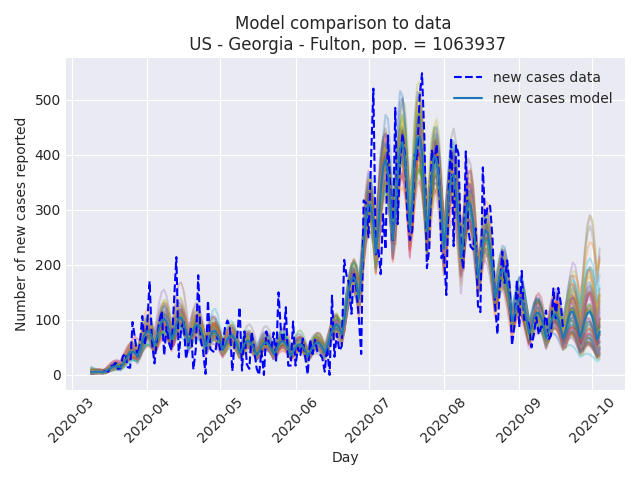 Model comparison to data
US - Georgia - Fulton, pop. = 1063937
new cases data
new cases model
Number of new cases reported
500
400
300
200
100
0
2020-03
2020-04
2020-05
2020-06
2020-07
2020-08
2020-09
2020-10
Day